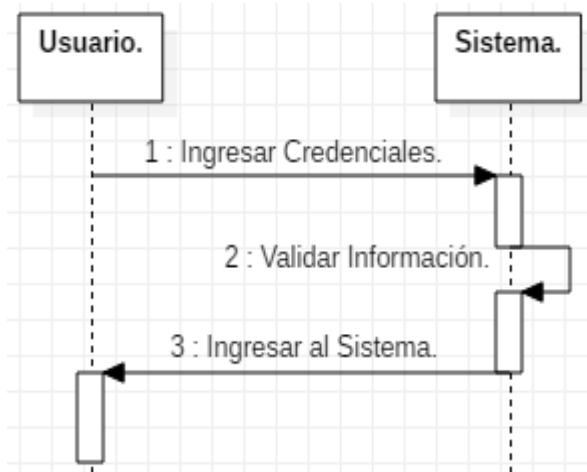 Usuario.
Sistema.
1 : Ingresar Credenciales.
2 : Validar Información.
3 : Ingresar al Sistema.